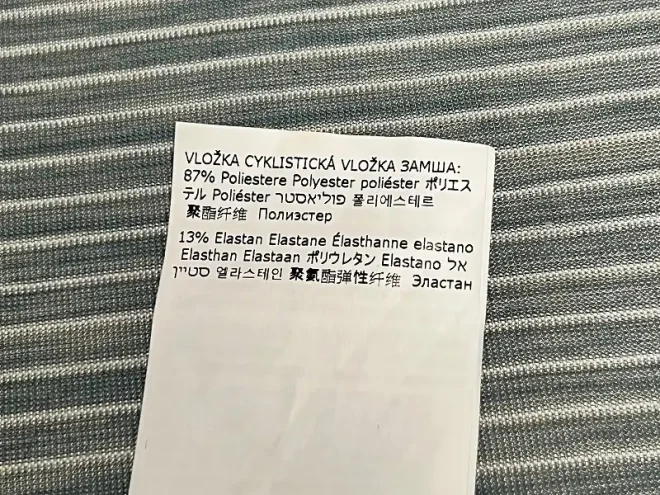 VLOŽKA CYKLISTICKÁ VLOŽKA ЗАМША:
87% Poliestere Polyester poliéster ポリエス
テル Poliéster פוליאסטר 폴리에스테르
聚酯纤维 Полиэстер
13% Elastan Elastane Élasthanne elastano
Elasthan Elastaan ポリウレタン Elastano אל
סטיין 엘라스테인 聚氨酯弹性纤维 Эластан